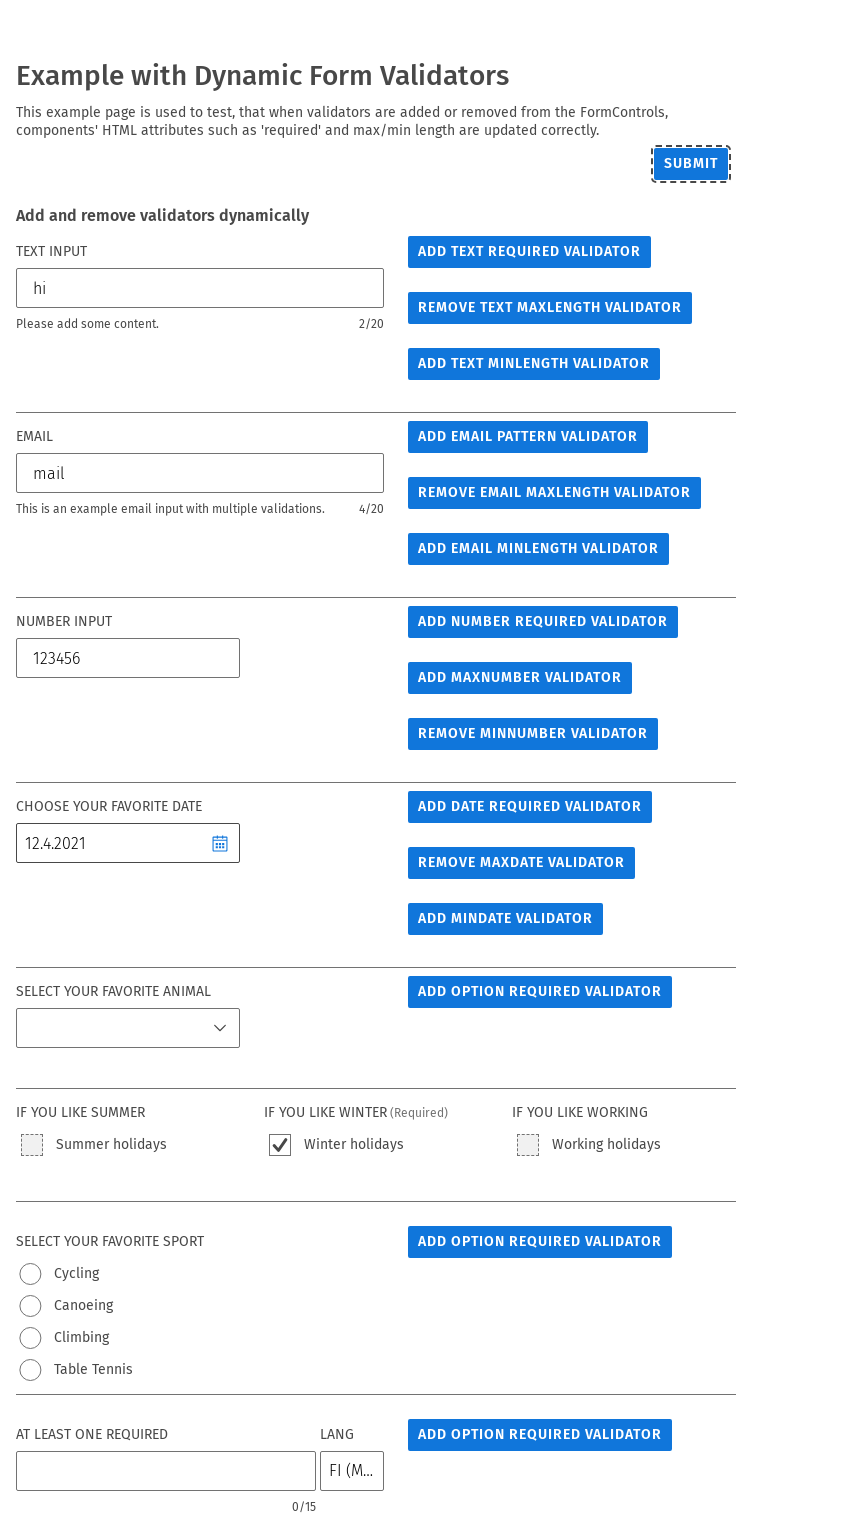 Example with Dynamic Form Validators
This example page is used to test, that when validators are added or removed from the FormControls,
components' HTML attributes such as 'required' and max/min length are updated correctly.
SUBMIT
Add and remove validators dynamically
TEXT INPUT
hi
Please add some content. 2/20
ADD TEXT REQUIRED VALIDATOR
REMOVE TEXT MAXLENGTH VALIDATOR
ADD TEXT MINLENGTH VALIDATOR
EMAIL
mail
This is an example email input with multiple validations. 4/20
ADD EMAIL PATTERN VALIDATOR
REMOVE EMAIL MAXLENGTH VALIDATOR
ADD EMAIL MINLENGTH VALIDATOR
NUMBER INPUT
123456
ADD NUMBER REQUIRED VALIDATOR
ADD MAXNUMBER VALIDATOR
REMOVE MINNUMBER VALIDATOR
CHOOSE YOUR FAVORITE DATE
12.4.2021
ADD DATE REQUIRED VALIDATOR
REMOVE MAXDATE VALIDATOR
ADD MINDATE VALIDATOR
SELECT YOUR FAVORITE ANIMAL
ADD OPTION REQUIRED VALIDATOR
IF YOU LIKE SUMMER
Summer holidays
IF YOU LIKE WINTER (Required)
Winter holidays
IF YOU LIKE WORKING
Working holidays
SELECT YOUR FAVORITE SPORT
Cycling
Canoeing
Climbing
Table Tennis
ADD OPTION REQUIRED VALIDATOR
AT LEAST ONE REQUIRED
0/15
LANG
FI (M...
ADD OPTION REQUIRED VALIDATOR